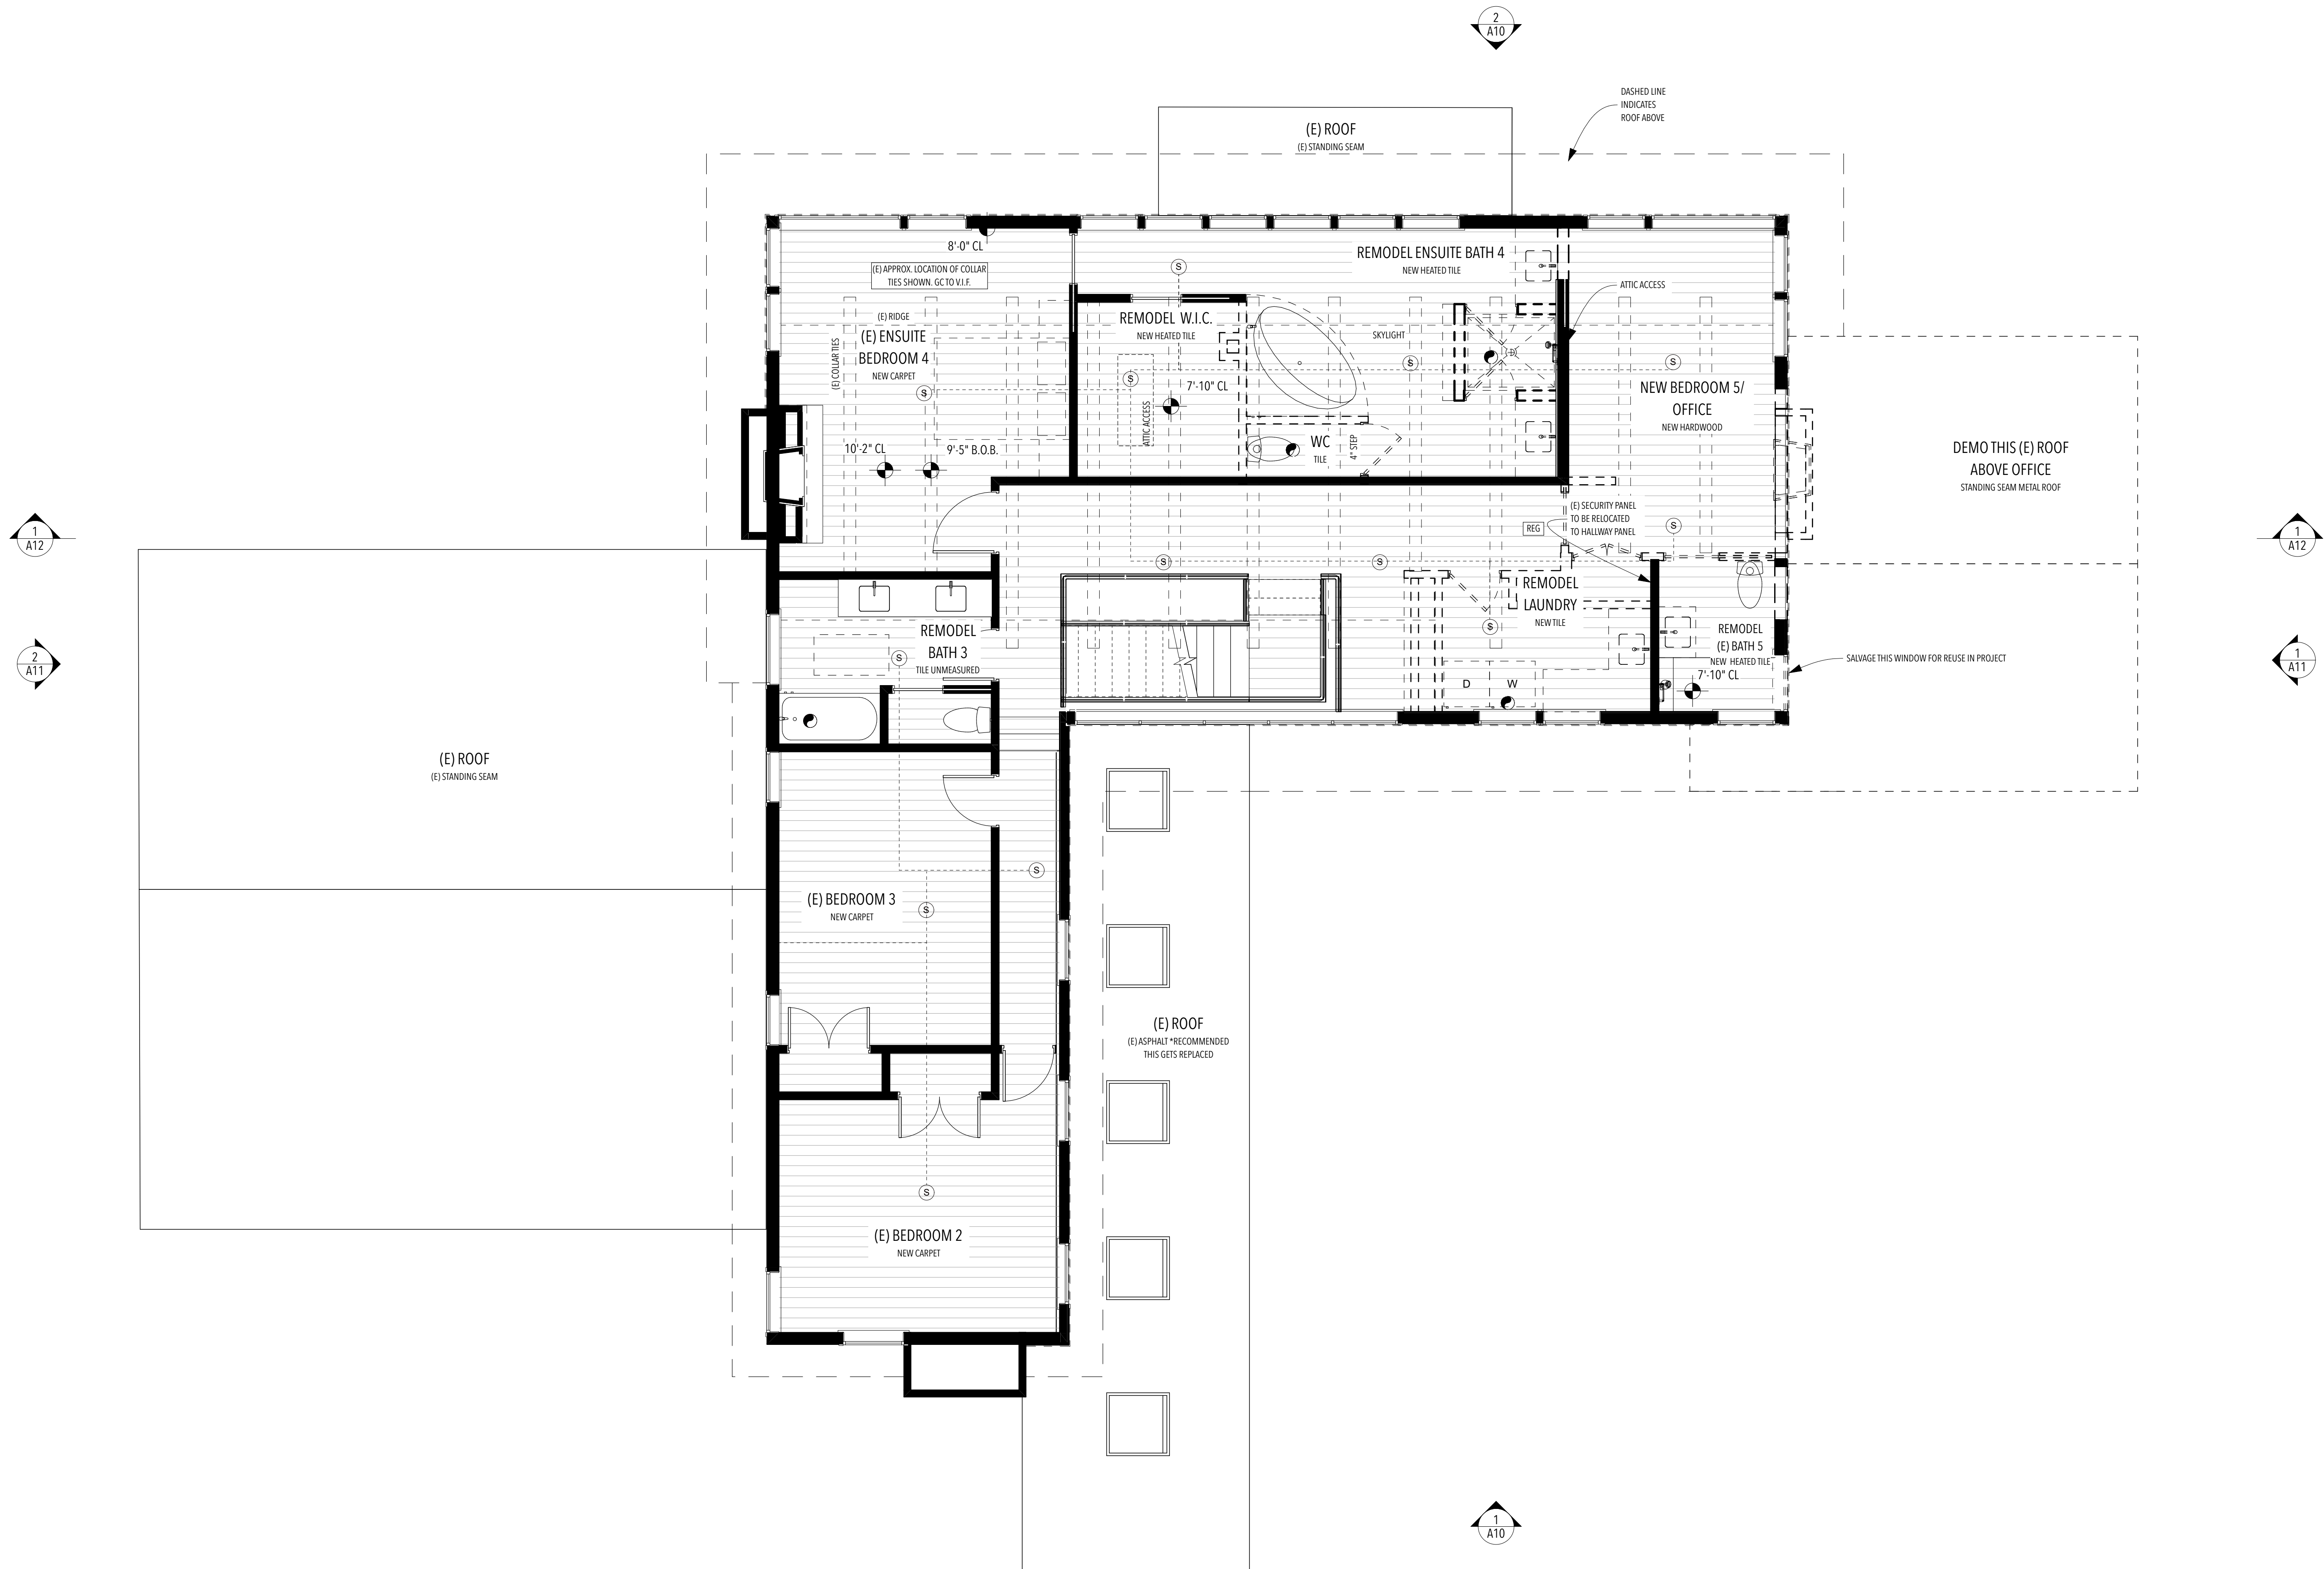 2
A10
DASHED LINE
INDICATES
ROOF ABOVE
(E) ROOF
(E) STANDING SEAM
8'-0" CL
(E) APPROX. LOCATION OF COLLAR
TIES SHOWN. GC TO V.I.F.
REMODEL ENSUITE BATH 4
NEW HEATED TILE
S
ATTIC ACCESS
(E) RIDGE
(E) ENSUITE
BEDROOM 4
NEW CARPET
(E) COLLAR TIES
S
REMODEL W.I.C.
NEW HEATED TILE
S
7'-10" CL
ATTIC ACCESS
SKYLIGHT
S
S
NEW BEDROOM 5/
OFFICE
NEW HARDWOOD
10'-2" CL
9'-5" B.O.B.
WC
TILE
4" STEP
DEMO THIS (E) ROOF
ABOVE OFFICE
STANDING SEAM METAL ROOF
1
A12
(E) SECURITY PANEL
TO BE RELOCATED
TO HALLWAY PANEL
REG
S
1
A12
S
S
REMODEL
LAUNDRY
NEW TILE
S
REMODEL
BATH 3
TILE UNMEASURED
S
REMODEL
(E) BATH 5
NEW HEATED TILE
7'-10" CL
D
W
2
A11
SALVAGE THIS WINDOW FOR REUSE IN PROJECT
1
A11
(E) ROOF
(E) STANDING SEAM
S
(E) BEDROOM 3
NEW CARPET
S
(E) ROOF
(E) ASPHALT *RECOMMENDED
THIS GETS REPLACED
S
(E) BEDROOM 2
NEW CARPET
1
A10